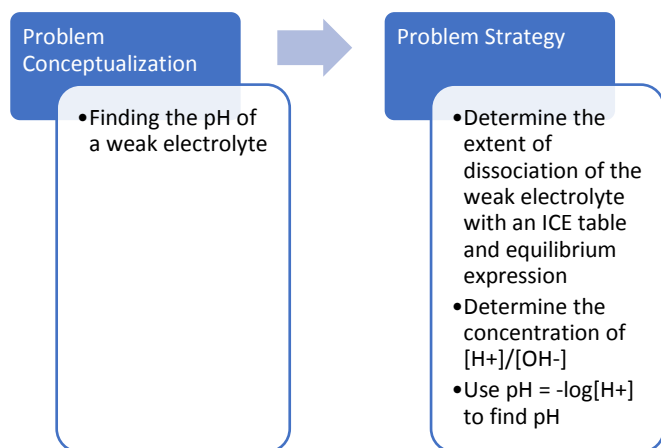 Problem
Conceptualization
•Finding the pH of
a weak electrolyte
Problem Strategy
•Determine the
extent of
dissociation of the
weak electrolyte
with an ICE table
and equilibrium
expression
•Determine the
concentration of
[H+]/[OH-]
•Use pH = -log[H+]
to find pH